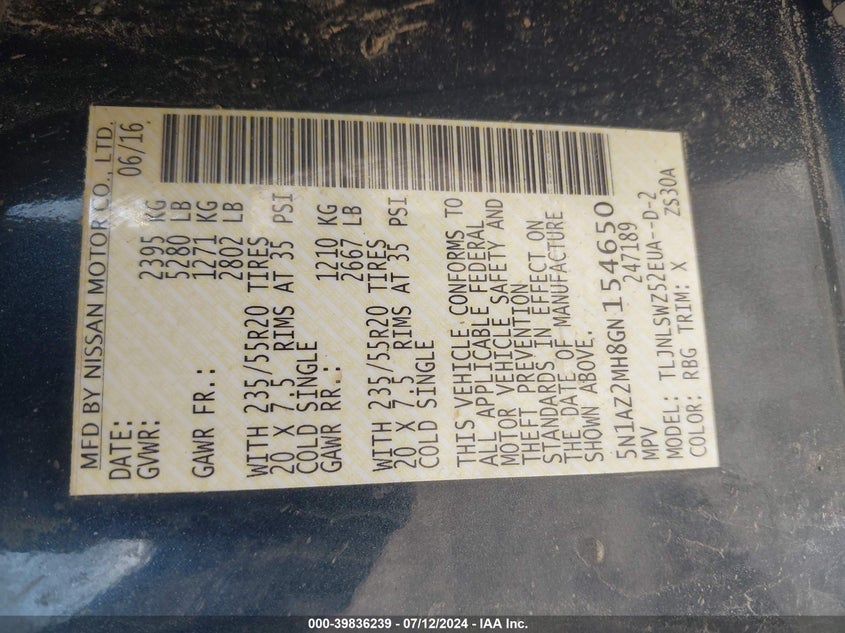 MFD BY NISSAN MOTOR CO., LTD.
DATE: 06/16
GVWR: 2395 KG
5280 LB
GAWR FR.: 1271 KG
2802 LB
WITH 235/55R20 TIRES
20 X 7.5 RIMS AT 35 PSI
COLD SINGLE
GAWR RR.: 1210 KG
2667 LB
WITH 235/55R20 TIRES
20 X 7.5 RIMS AT 35 PSI
COLD SINGLE
THIS VEHICLE CONFORMS TO
ALL APPLICABLE FEDERAL
MOTOR VEHICLE SAFETY AND
THEFT PREVENTION
STANDARDS IN EFFECT ON
THE DATE OF MANUFACTURE
SHOWN ABOVE.
5N1AZ2MH8GN154650
MPV 247189
MODEL: TLJNLSWZ52EUA--D-2
COLOR: RBG TRIM: X ZS30A
000-39836239 - 07/12/2024 - IAA Inc.